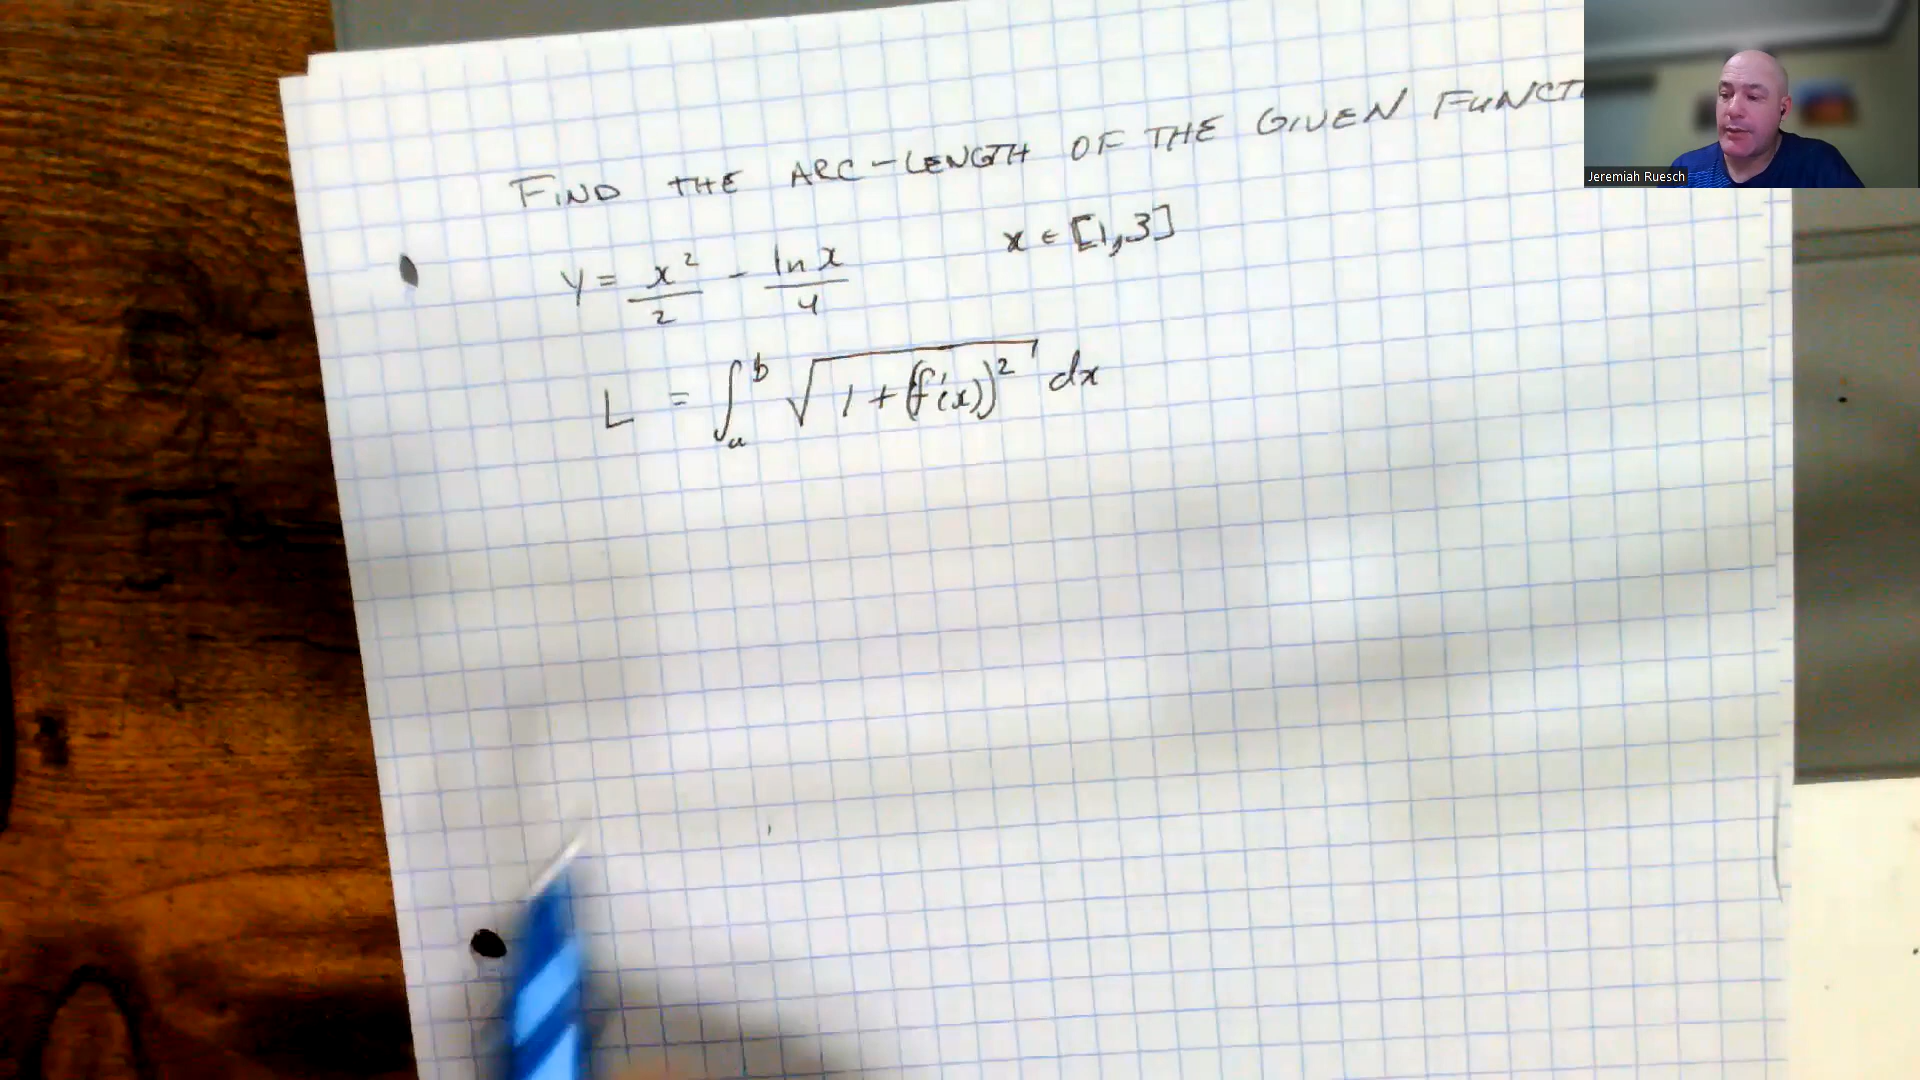 FIND THE ARC-LENGTH OF THE GIVEN FUNCT
y = x²/2 - ln x/4 x ∈ [1,3]
L = ∫_a^b √(1 + (f'(x))²) dx
Jeremiah Ruesch